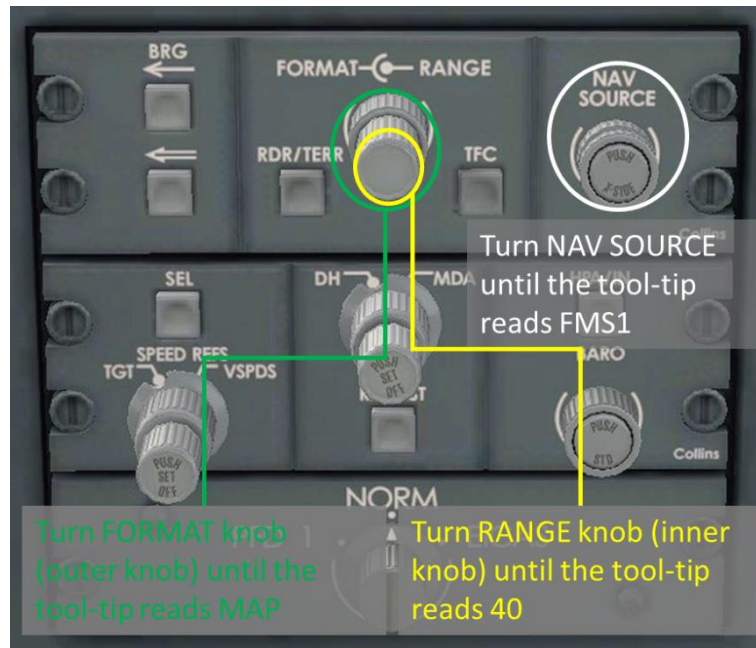 BRG
FORMAT RANGE
NAV
SOURCE
RDR/TERR
TFC
PUSH
X-SIDE
Collins
Turn NAV SOURCE
until the tool-tip
reads FMS1
SEL
DH MDA
HPA/IN
SPEED REFS
TGT VSPDS
BARO
PUSH
SET
OFF
PUSH
SET
OFF
PUSH
STD
Collins
NORM
Turn FORMAT knob
(outer knob) until the
tool-tip reads MAP
Turn RANGE knob (inner
knob) until the tool-tip
reads 40